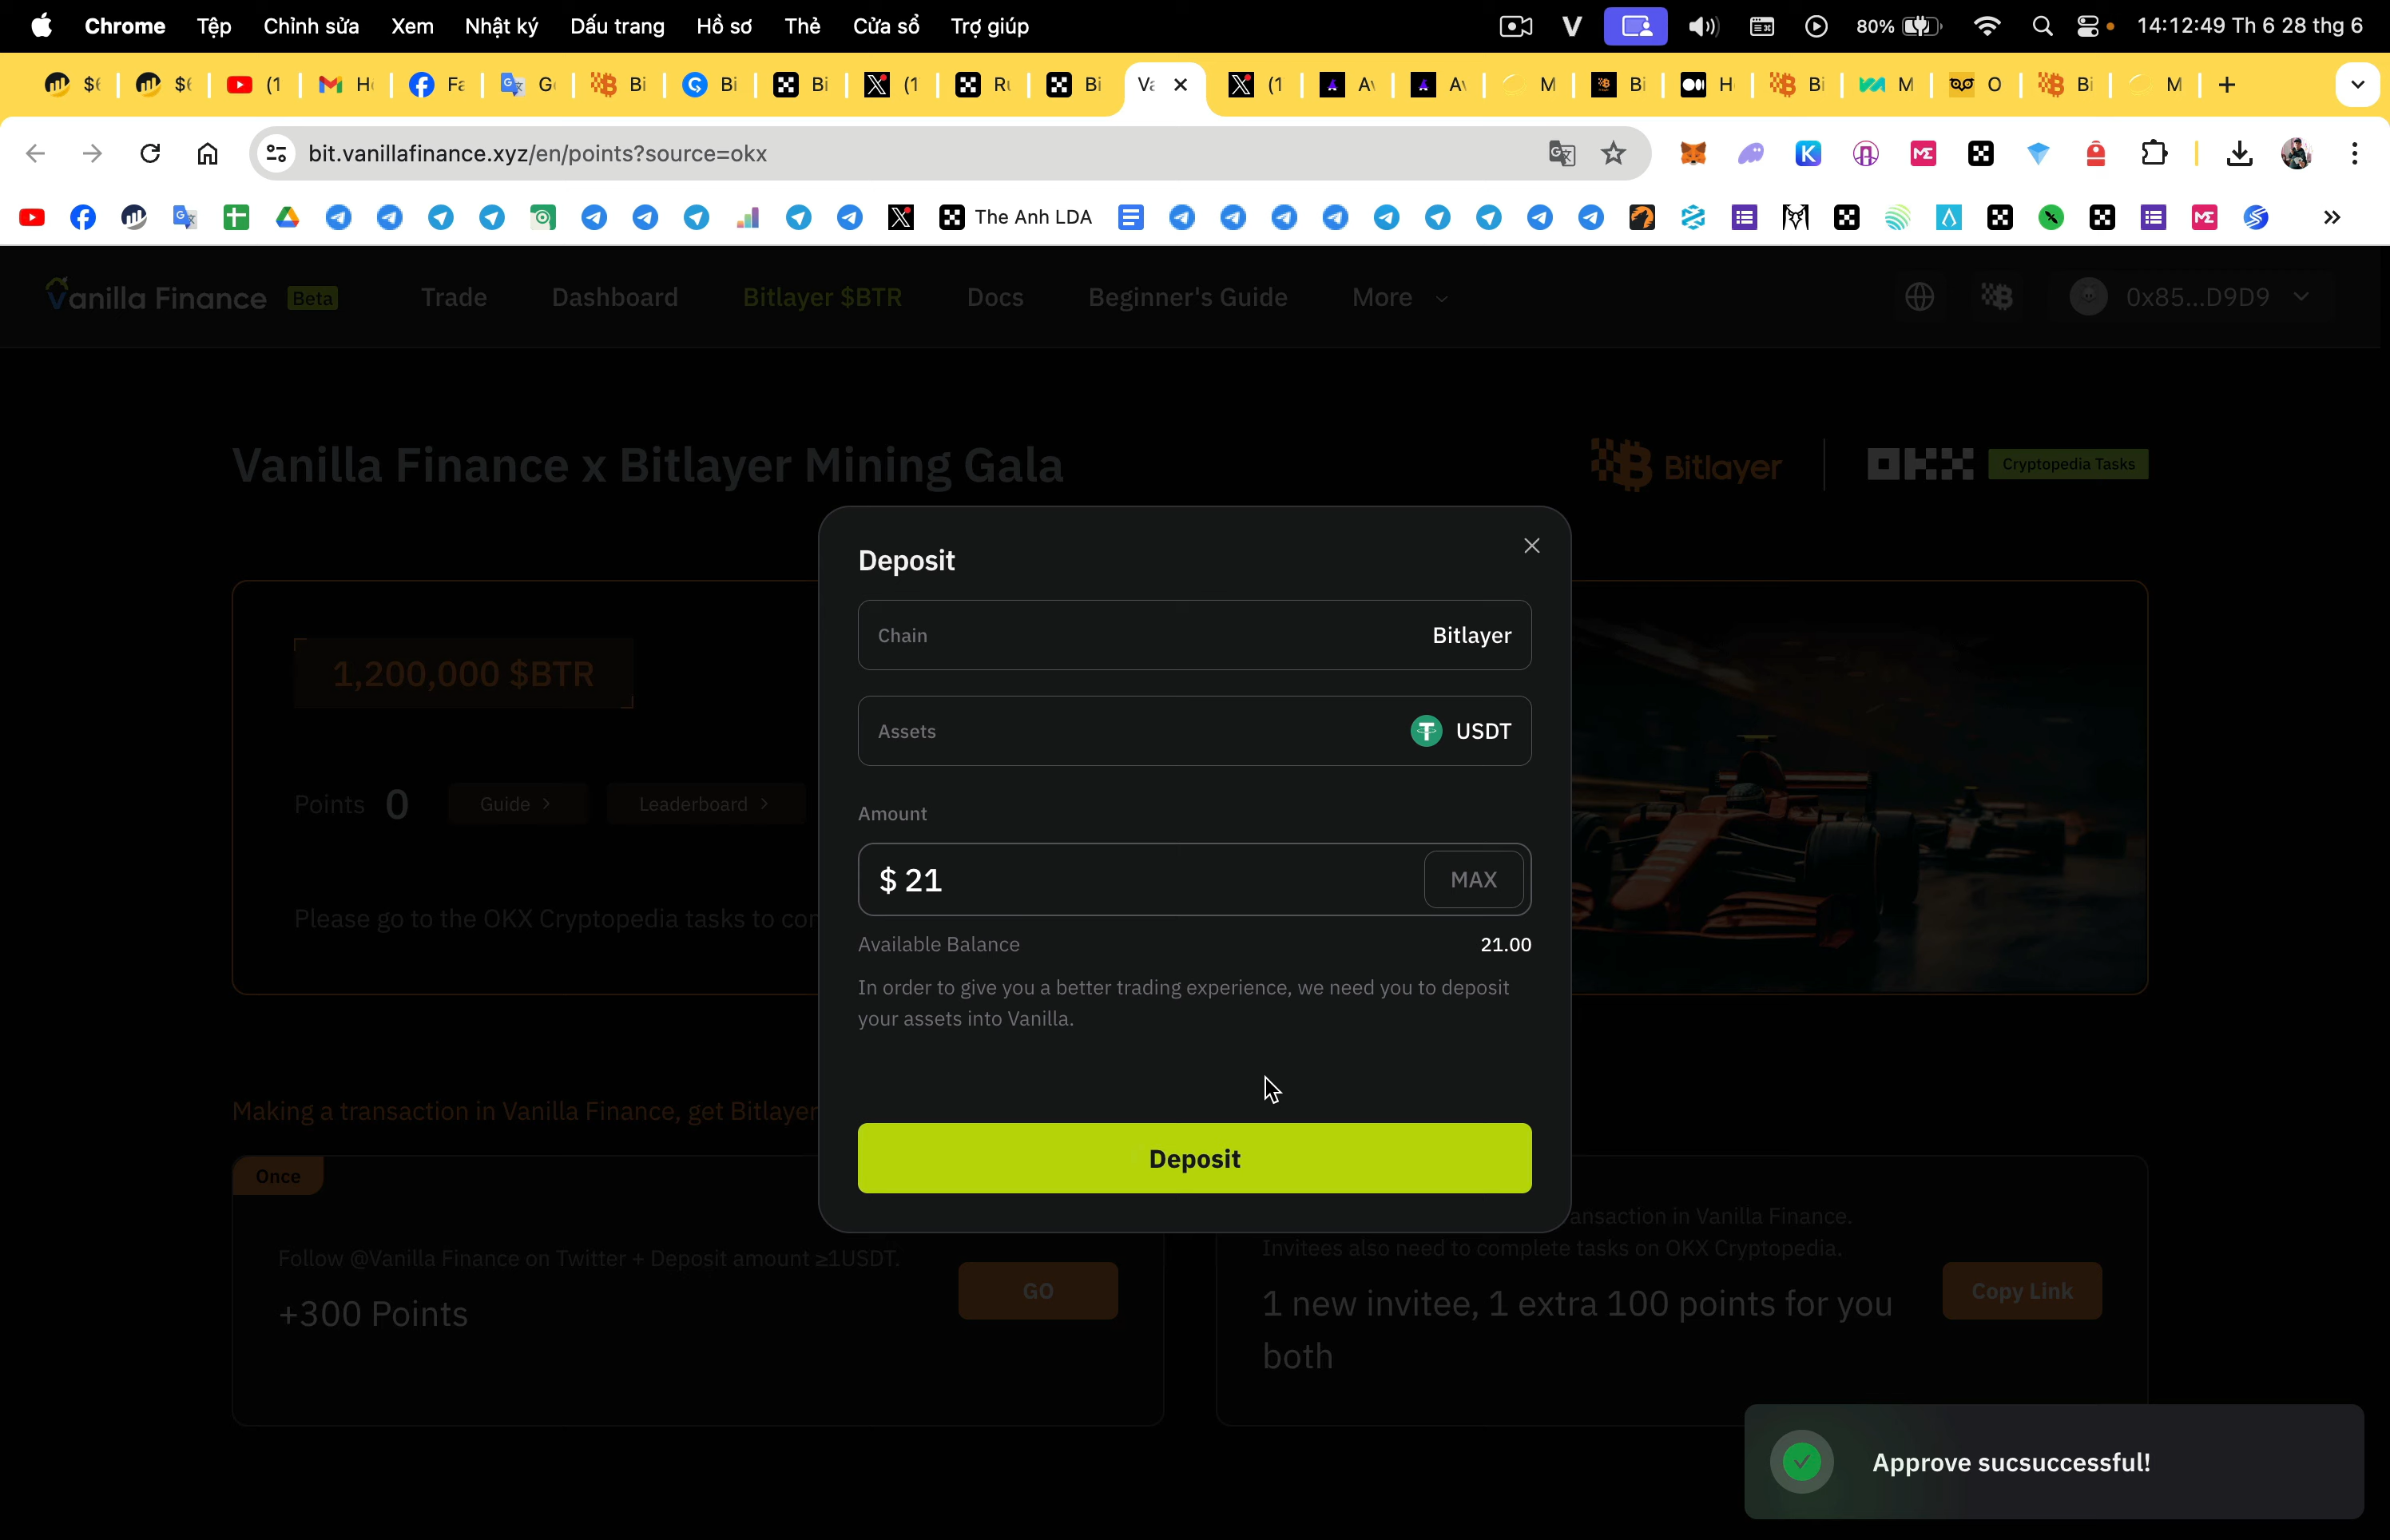 Chrome Tệp Chỉnh sửa Xem Nhật ký Dấu trang Hồ sơ Thẻ Cửa sổ Trợ giúp 80% 14:12:49 Th 6 28 thg 6
bit.vanillafinance.xyz/en/points?source=okx
The Anh LDA
Vanilla Finance Beta Trade Dashboard Bitlayer $BTR Docs Beginner's Guide More 0x85...D9D9
Vanilla Finance x Bitlayer Mining Gala
Bitlayer OKX Cryptopedia Tasks
1,200,000 $BTR
Points 0 Guide Leaderboard
Please go to the OKX Cryptopedia tasks to
Deposit
Chain Bitlayer
Assets USDT
Amount
$ 21 MAX
Available Balance 21.00
In order to give you a better trading experience, we need you to deposit
your assets into Vanilla.
Deposit
Making a transaction in Vanilla Finance, get Bitlayer
Once
Follow @Vanilla Finance on Twitter + Deposit amount ≥1USDT.
+300 Points
GO
ansaction in Vanilla Finance.
Invitees also need to complete tasks on OKX Cryptopedia.
1 new invitee, 1 extra 100 points for you
both
Copy Link
Approve sucsuccessful!